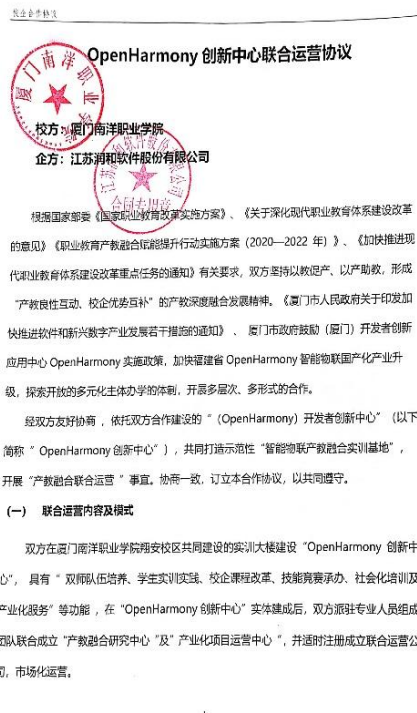 校企合作协议
OpenHarmony 创新中心联合运营协议
厦门南洋职业学院
校方：厦门南洋职业学院
企方：江苏润和软件股份有限公司
江苏润和软件股份有限公司
合同专用章
根据国家部委《国家职业教育改革实施方案》、《关于深化现代职业教育体系建设改革
的意见》《职业教育产教融合赋能提升行动实施方案（2020—2022 年）》、《加快推进现
代职业教育体系建设改革重点任务的通知》有关要求，双方坚持以教促产、以产助教，形成
“产教良性互动、校企优势互补”的产教深度融合发展精神。《厦门市人民政府关于印发加
快推进软件和新兴数字产业发展若干措施的通知》 、 厦门市政府鼓励（厦门）开发者创新
应用中心 OpenHarmony 实施政策，加快福建省 OpenHarmony 智能物联国产化产业升
级，探索开放的多元化主体办学的体制，开展多层次、多形式的合作。
经双方友好协商 ，依托双方合作建设的 “（OpenHarmony）开发者创新中心” （以下
简称 “ OpenHarmony 创新中心”），共同打造示范性 “智能物联产教融合实训基地” ，
开展 “产教融合联合运营 ” 事宜。协商一致，订立本合作协议，以共同遵守。
（一） 联合运营内容及模式
双方在厦门南洋职业学院翔安校区共同建设的实训大楼建设 “OpenHarmony 创新中
心”， 具有 “ 双师队伍培养、学生实训实践、校企课程改革、技能竞赛承办、社会化培训及
产业化服务” 等功能 ，在 “OpenHarmony 创新中心” 实体建成后，双方派驻专业人员组成
团队联合成立 “产教融合研究中心 ”及” 产业化项目运营中心 “，并适时注册成立联合运营公
司，市场化运营。